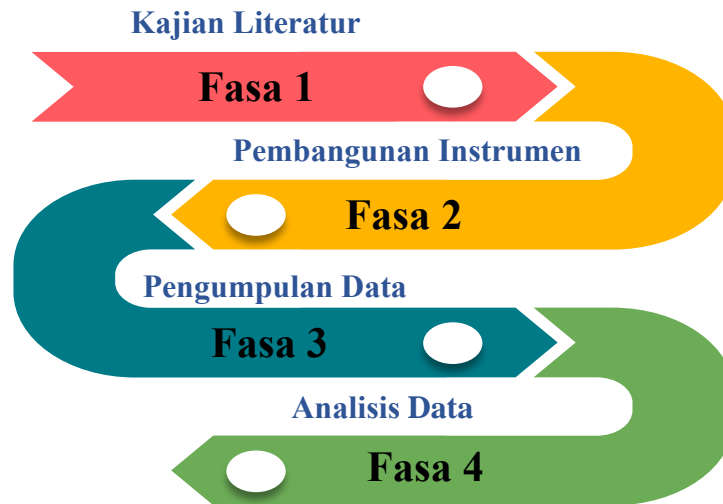 Kajian Literatur
Fasa 1
Pembangunan Instrumen
Fasa 2
Pengumpulan Data
Fasa 3
Analisis Data
Fasa 4